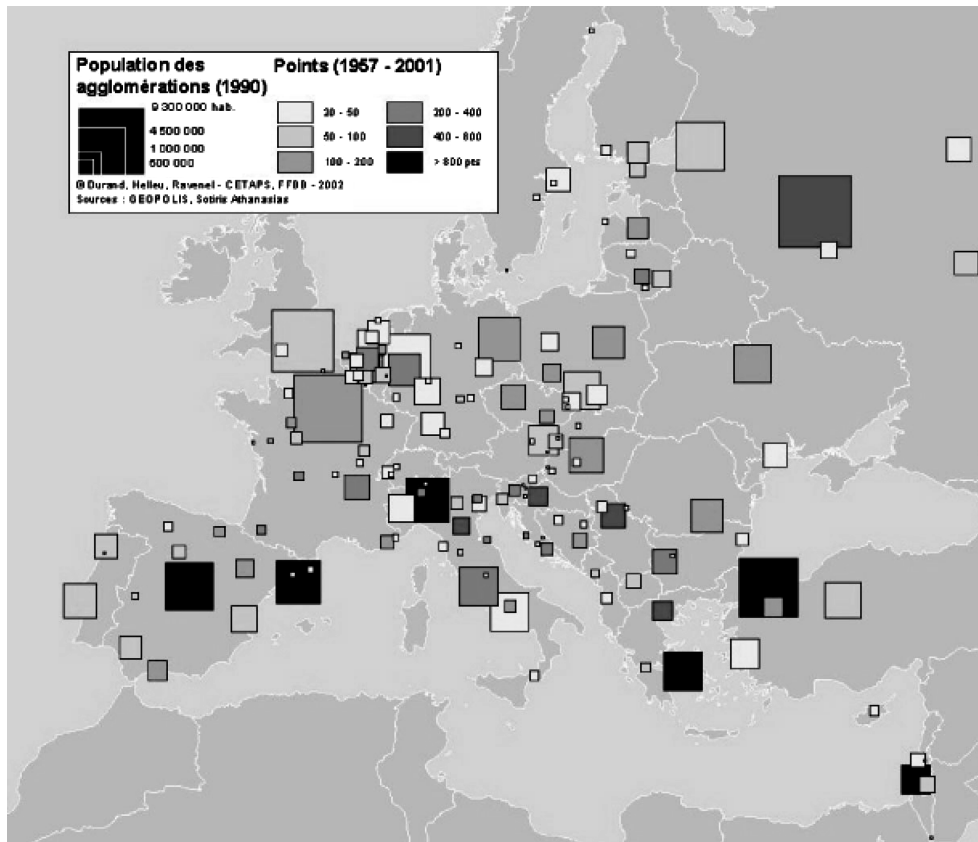 Population des
agglomérations (1990)
9 300 000 hab.
4 500 000
1 000 000
500 000
Points (1957 - 2001)
20 - 50
50 - 100
100 - 200
200 - 400
400 - 800
> 800 pts
© Durand, Helleu, Ravenel - CETAPS, FFBB - 2002
Sources : GEOPOLIS, Sotiris Athanasias